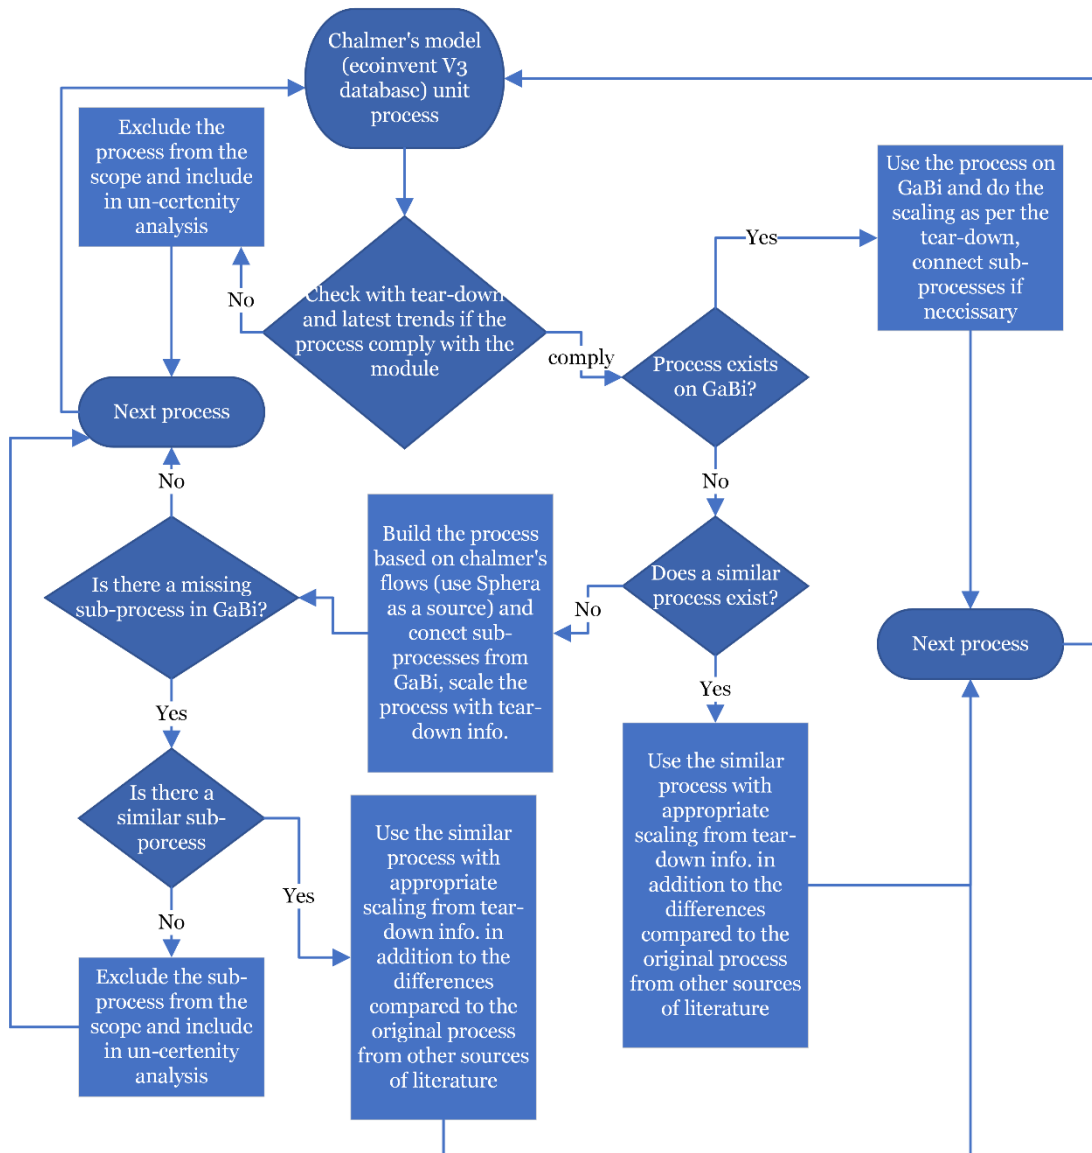 Chalmer's model
(ecoinvent V3
database) unit
process
Exclude the
process from the
scope and include
in un-certenity
analysis
No
Check with tear-down
and latest trends if the
process comply with the
module
comply
Yes
Use the process on
GaBi and do the
scaling as per the
tear-down,
connect sub-
processes if
neccissary
Process exists
on GaBi?
Next process
No
No
Build the process
based on chalmer's
flows (use Sphera
as a source) and
conect sub-
processes from
GaBi, scale the
process with tear-
down info.
Does a similar
process exist?
No
Is there a missing
sub-process in GaBi?
Next process
Yes
Yes
Is there a
similar sub-
porcess
Yes
Use the similar
process with
appropriate
scaling from tear-
down info. in
addition to the
differences
compared to the
original process
from other sources
of literature
Use the similar
process with
appropriate
scaling from tear-
down info. in
addition to the
differences
compared to the
original process
from other sources
of literature
No
Exclude the sub-
process from the
scope and include
in un-certenity
analysis